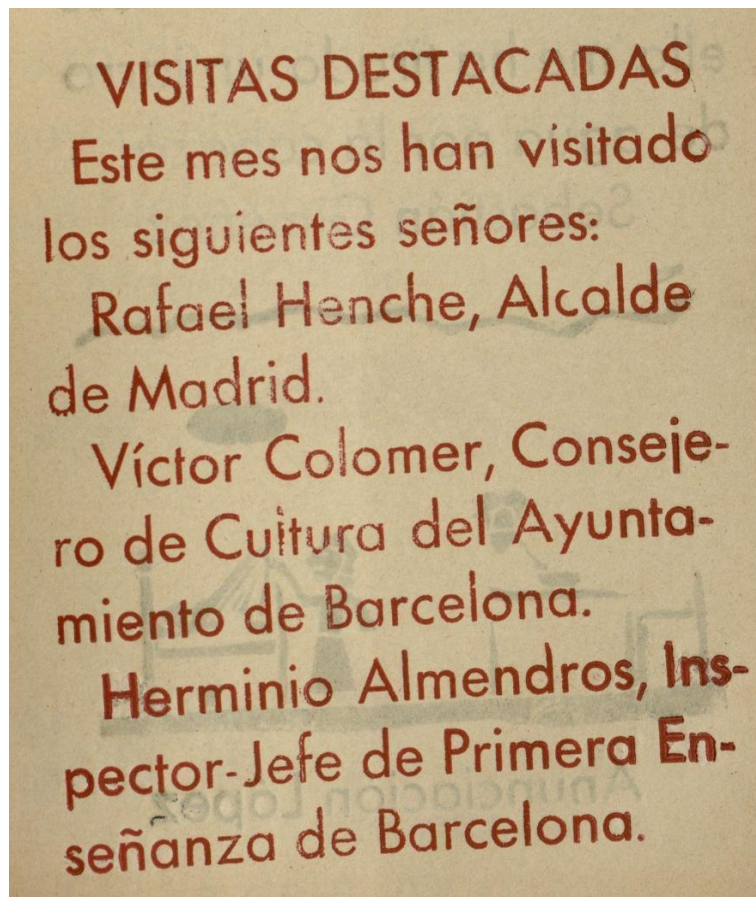 VISITAS DESTACADAS
Este mes nos han visitado
los siguientes señores:
Rafael Henche, Alcalde
de Madrid.
Víctor Colomer, Conseje-
ro de Cultura del Ayunta-
miento de Barcelona.
Herminio Almendros, Ins-
pector-Jefe de Primera En-
señanza de Barcelona.